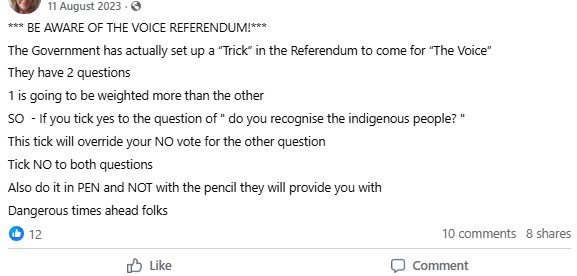 11 August 2023 ·
*** BE AWARE OF THE VOICE REFERENDUM!***
The Government has actually set up a “Trick” in the Referendum to come for “The Voice”
They have 2 questions
1 is going to be weighted more than the other
SO - If you tick yes to the question of " do you recognise the indigenous people? "
This tick will override your NO vote for the other question
Tick NO to both questions
Also do it in PEN and NOT with the pencil they will provide you with
Dangerous times ahead folks
12
10 comments 8 shares
Like
Comment